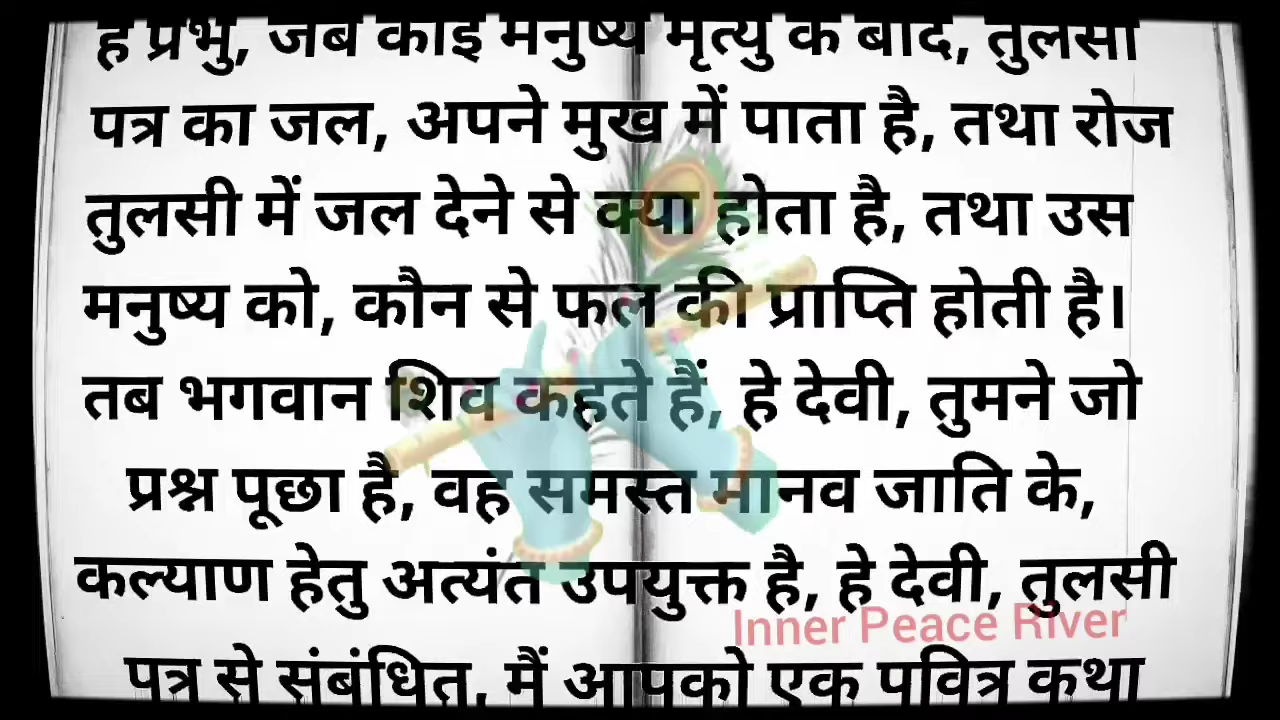 हे प्रभु, जब कोई मनुष्य मृत्यु के बाद, तुलसी
पत्र का जल, अपने मुख में पाता है, तथा रोज
तुलसी में जल देने से क्या होता है, तथा उस
मनुष्य को, कौन से फल की प्राप्ति होती है।
तब भगवान शिव कहते हैं, हे देवी, तुमने जो
प्रश्न पूछा है, वह समस्त मानव जाति के,
कल्याण हेतु अत्यंत उपयुक्त है, हे देवी, तुलसी
Inner Peace River
पत्र से संबंधित, मैं आपको एक पवित्र कथा